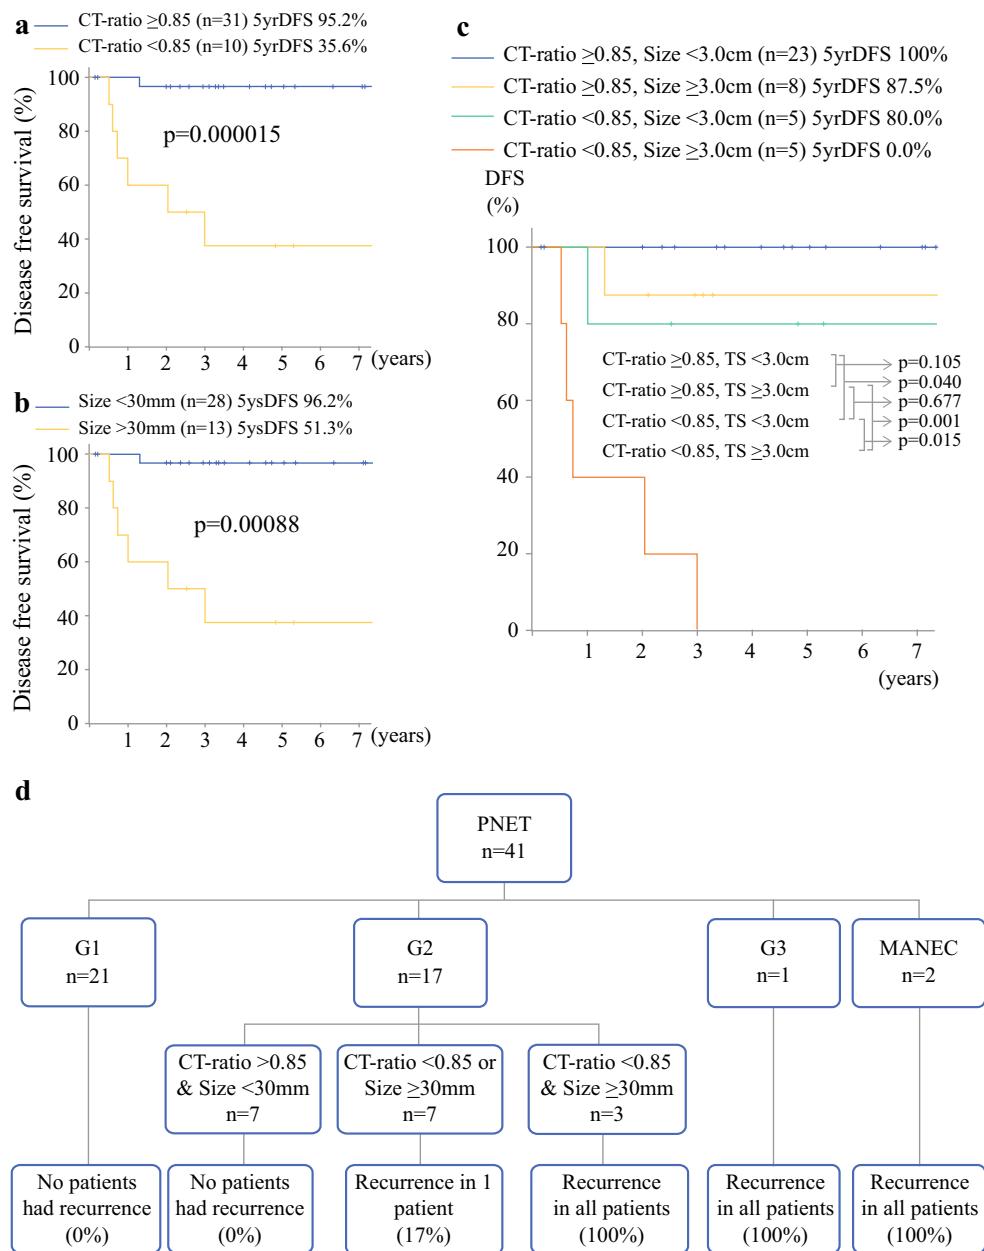 a
CT-ratio ≥0.85 (n=31) 5yrDFS 95.2%
CT-ratio <0.85 (n=10) 5yrDFS 35.6%
Disease free survival (%)
100
80
60
40
20
0
p=0.000015
1 2 3 4 5 6 7 (years)
b
Size <30mm (n=28) 5ysDFS 96.2%
Size >30mm (n=13) 5ysDFS 51.3%
Disease free survival (%)
100
80
60
40
20
0
p=0.00088
1 2 3 4 5 6 7 (years)
c
CT-ratio ≥0.85, Size <3.0cm (n=23) 5yrDFS 100%
CT-ratio ≥0.85, Size ≥3.0cm (n=8) 5yrDFS 87.5%
CT-ratio <0.85, Size <3.0cm (n=5) 5yrDFS 80.0%
CT-ratio <0.85, Size ≥3.0cm (n=5) 5yrDFS 0.0%
DFS
(%)
100
80
60
40
20
0
CT-ratio ≥0.85, TS <3.0cm
CT-ratio ≥0.85, TS ≥3.0cm
CT-ratio <0.85, TS <3.0cm
CT-ratio <0.85, TS ≥3.0cm
p=0.105
p=0.040
p=0.677
p=0.001
p=0.015
1 2 3 4 5 6 7
(years)
d
PNET
n=41
G1
n=21
G2
n=17
G3
n=1
MANEC
n=2
CT-ratio >0.85
& Size <30mm
n=7
CT-ratio <0.85 or
Size ≥30mm
n=7
CT-ratio <0.85
& Size ≥30mm
n=3
No patients
had recurrence
(0%)
No patients
had recurrence
(0%)
Recurrence in 1
patient
(17%)
Recurrence
in all patients
(100%)
Recurrence
in all patients
(100%)
Recurrence
in all patients
(100%)